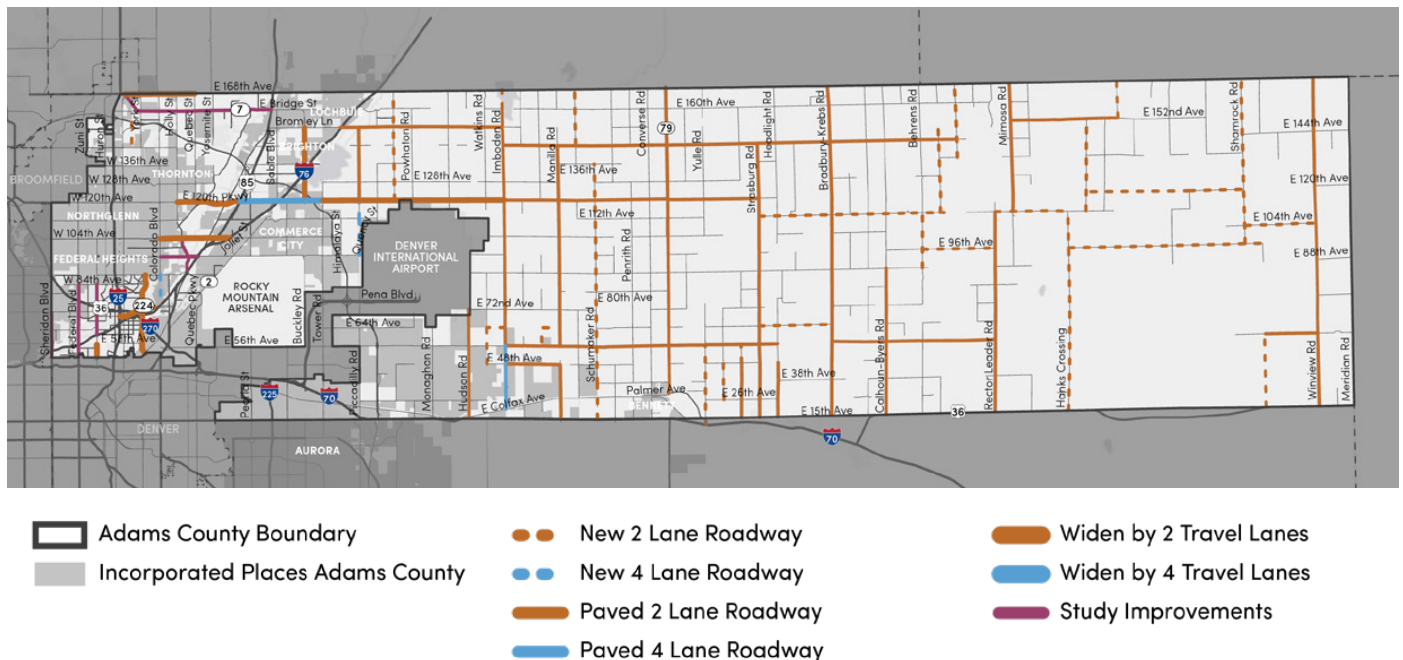 E 168th Ave
7
E Bridge St
LOCHBUIE
Bromley Ln
BRIGHTON
York St
Holly St
Quebec St
Yosemite St
Sable Blvd
Zuni St
Huron St
W 136th Ave
W 128th Ave
THORNTON
BROOMFIELD
W 120th Ave
E 120th Pkwy
85
76
NORTHGLENN
W 104th Ave
Colorado Blvd
Joliet St
COMMERCE
CITY
FEDERAL HEIGHTS
W 84th Ave
Sheridan Blvd
Federal Blvd
36
25
224
270
2
Quebec Pkwy
E 58th Ave
E 56th Ave
ROCKY
MOUNTAIN
ARSENAL
Buckley Rd
Tower Rd
Himalaya St
Quency St
DENVER
INTERNATIONAL
AIRPORT
Pena Blvd
E 64th Ave
Piccadilly Rd
Peoria St
225
70
DENVER
AURORA
Powhaton Rd
E 128th Ave
Watkins Rd
Imboden Rd
Manilla Rd
E 136th Ave
E 112th Ave
Monaghan Rd
Hudson Rd
E 72nd Ave
E 48th Ave
E Colfax Ave
Schumaker Rd
E 80th Ave
Penrith Rd
Converse Rd
79
E 160th Ave
Yulle Rd
Strasburg Rd
Headlight Rd
Bradbury-Krebs Rd
Palmer Ave
BENNETT
E 26th Ave
E 38th Ave
E 15th Ave
70
Calhoun-Byers Rd
Behrens Rd
E 96th Ave
36
Rector Leader Rd
Mimosa Rd
Hanks Crossing
E 152nd Ave
Shamrock Rd
E 144th Ave
E 120th Ave
E 104th Ave
E 88th Ave
Winview Rd
Meridian Rd
Adams County Boundary
Incorporated Places Adams County
New 2 Lane Roadway
New 4 Lane Roadway
Paved 2 Lane Roadway
Paved 4 Lane Roadway
Widen by 2 Travel Lanes
Widen by 4 Travel Lanes
Study Improvements